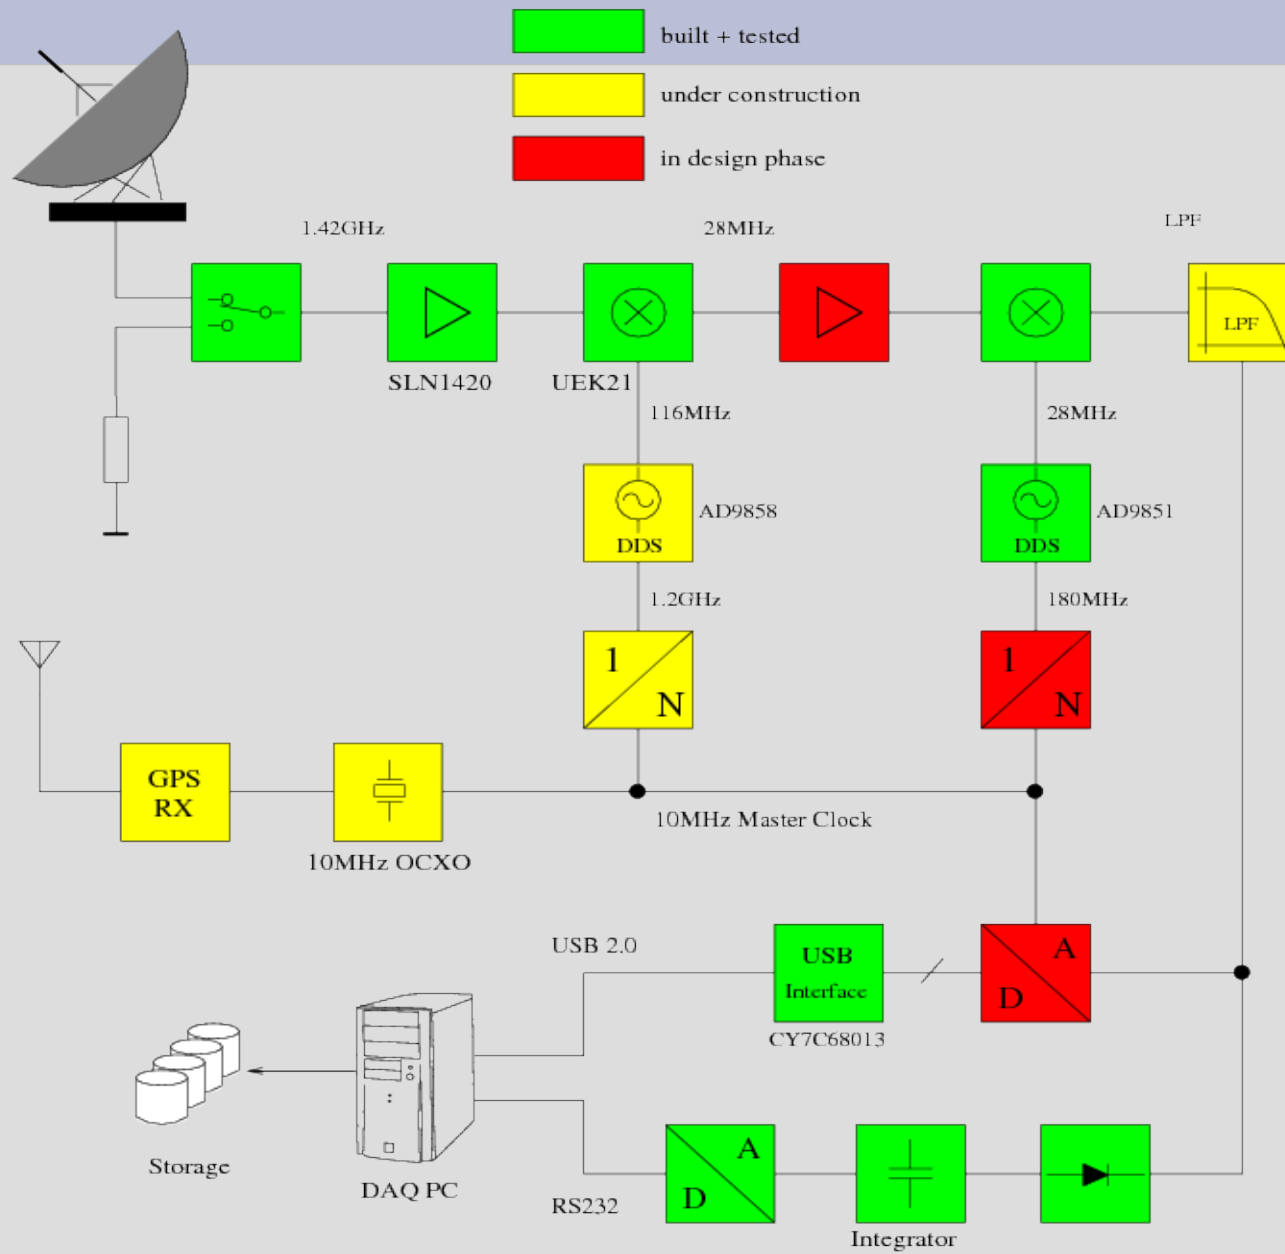 built + tested
under construction
in design phase
1.42GHz
28MHz
LPF
LPF
SLN1420
UEK21
116MHz
28MHz
AD9858
AD9851
DDS
DDS
1.2GHz
180MHz
1
N
1
N
GPS
RX
10MHz Master Clock
10MHz OCXO
USB 2.0
USB
Interface
A
D
CY7C68013
Storage
DAQ PC
RS232
A
D
Integrator